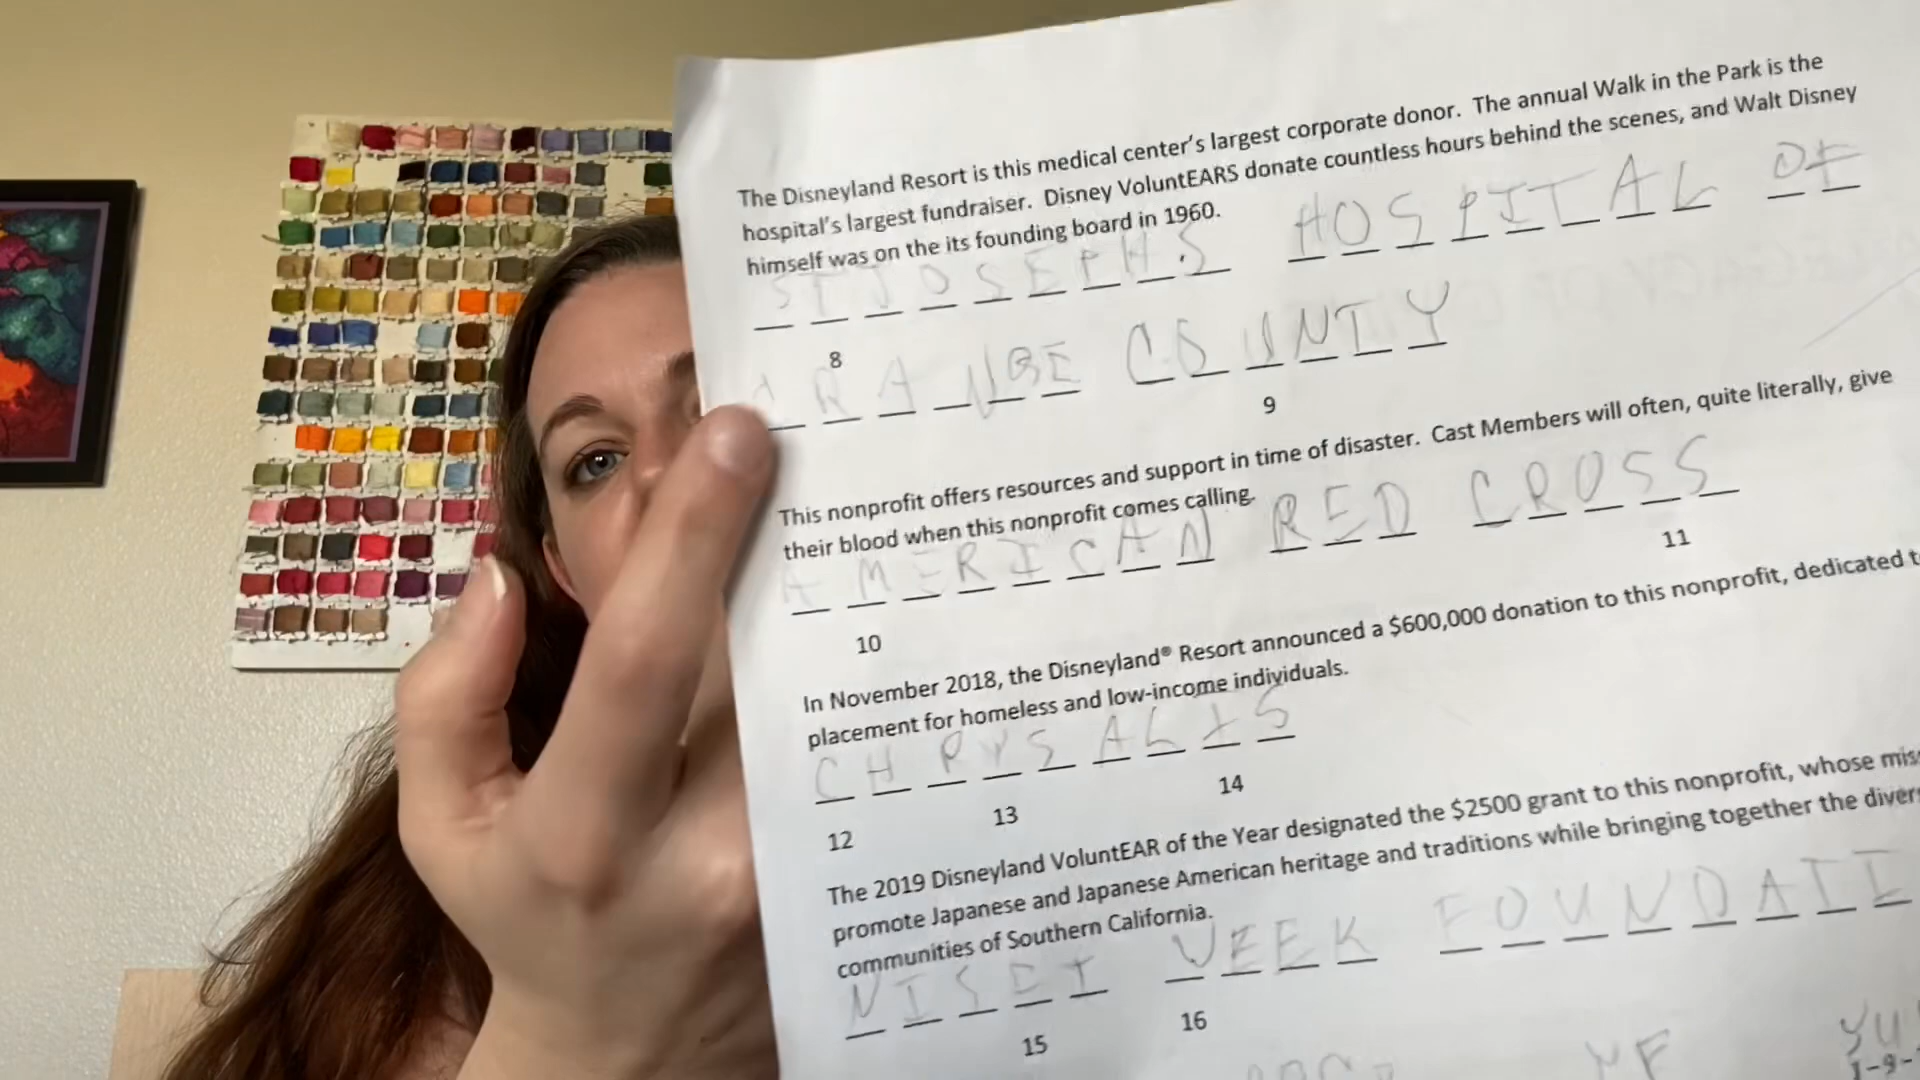 The Disneyland Resort is this medical center's largest corporate donor. The annual Walk in the Park is the
hospital's largest fundraiser. Disney VoluntEARS donate countless hours behind the scenes, and Walt Disney
himself was on the its founding board in 1960.
ST JOSEPHS HOSPITAL OF
8
ORANGE COUNTY
9
This nonprofit offers resources and support in time of disaster. Cast Members will often, quite literally, give
their blood when this nonprofit comes calling.
AMERICAN RED CROSS
10 11
In November 2018, the Disneyland® Resort announced a $600,000 donation to this nonprofit, dedicated t
placement for homeless and low-income individuals.
CHRYSALIS
12 13 14
The 2019 Disneyland VoluntEAR of the Year designated the $2500 grant to this nonprofit, whose miss
promote Japanese and Japanese American heritage and traditions while bringing together the divers
communities of Southern California.
NISEI WEEK FOUNDATI
15 16